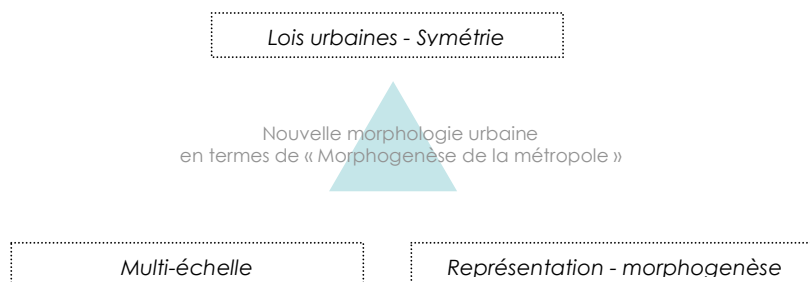 Lois urbaines - Symétrie
Nouvelle morphologie urbaine
en termes de « Morphogenèse de la métropole »
Multi-échelle
Représentation - morphogenèse